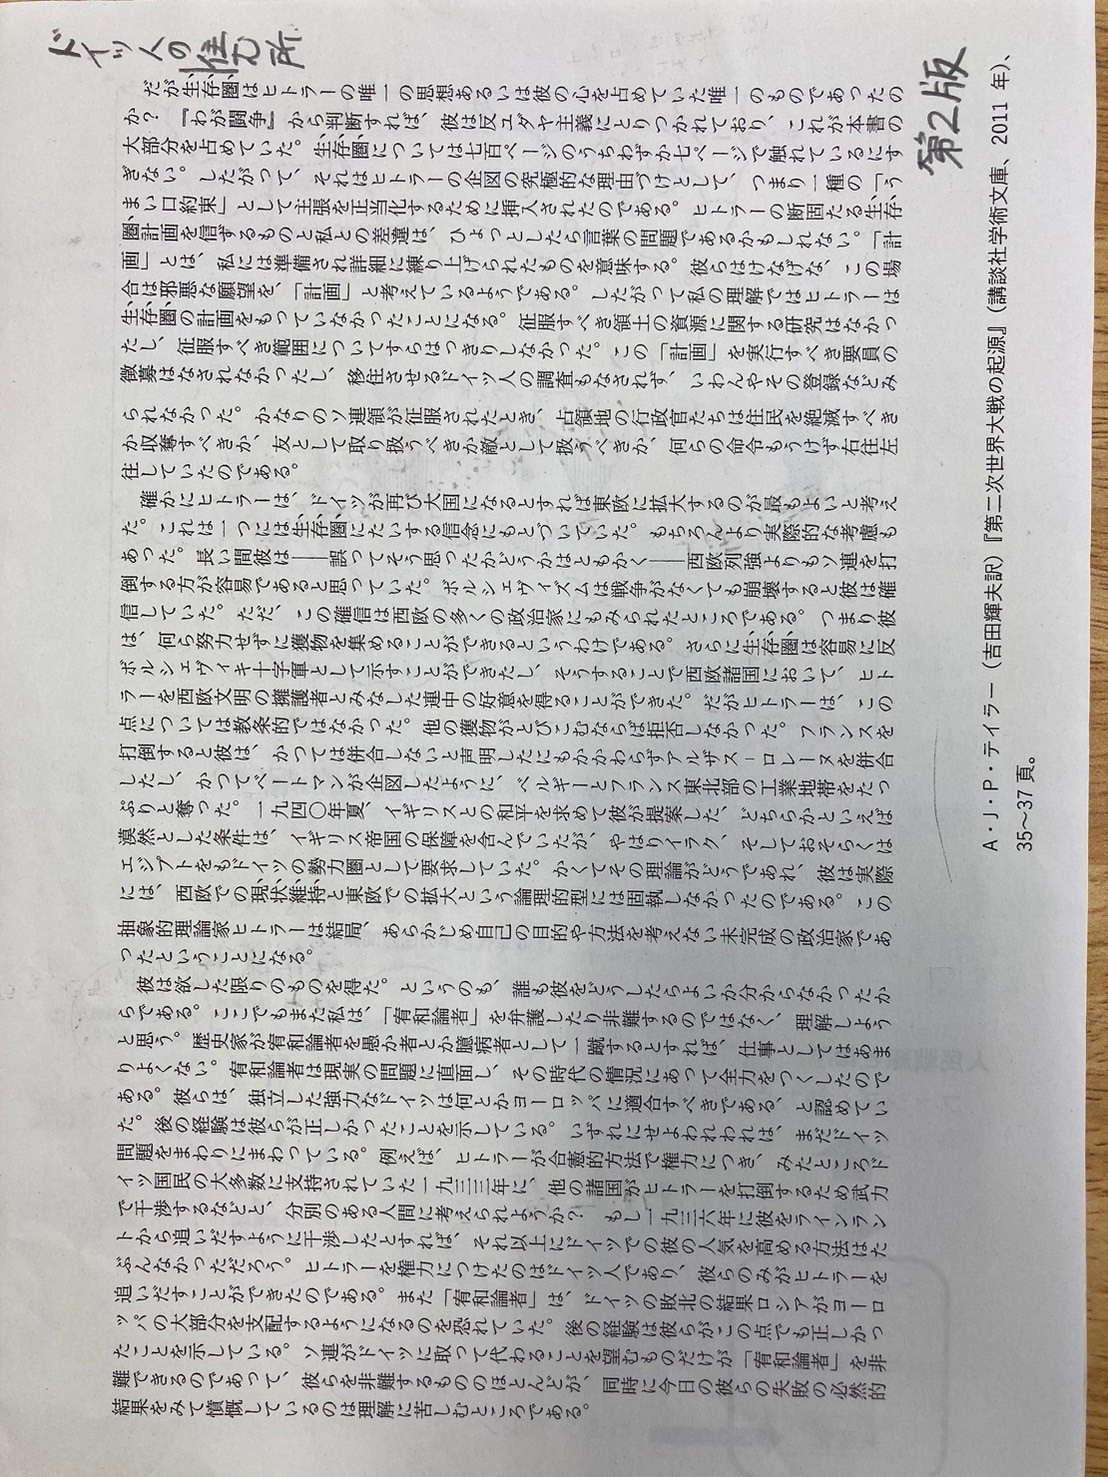 ドイツ人の住む所
第2版
だが生存圏はヒトラーの唯一の思想あるいは彼の心を占めていた唯一のものであったの
か? 『わが闘争』から判断すれば、彼は反ユダヤ主義にとりつかれており、これが本書の
大部分を占めていた。生存圏については七百ページのうちわずか七ページで触れているにす
ぎない。したがって、それはヒトラーの企図の究極的な理由づけとして、つまり一種の「う
まい口約束」として主張を正当化するために挿入されたのである。ヒトラーの断固たる生存
圏計画を信ずるものと私との差違は、ひょっとしたら言葉の問題であるかもしれない。「計
画」とは、私には準備され詳細に練り上げられたものを意味する。彼らはけなげな、この場
合は邪悪な願望を、「計画」と考えているようである。したがって私の理解ではヒトラーは
生存圏の計画をもっていなかったことになる。征服すべき領土の資源に関する研究はなかっ
たし、征服すべき範囲についてすらはっきりしなかった。この「計画」を実行すべき要員の
徴募はなされなかったし、移住させるドイツ人の調査もなされず、いわんやその登録などみ
られなかった。かなりのソ連領が征服されたとき、占領地の行政官たちは住民を絶滅すべき
か収奪すべきか、友として取り扱うべきか敵として扱うべきか、何らの命令もうけず右往左
往していたのである。
確かにヒトラーは、ドイツが再び大国になるとすれば東欧に拡大するのが最もよいと考え
た。これは一つには生存圏にたいする信念にもとづいていた。もちろんより実際的な考慮も
あった。長い間彼は――誤ってそう思ったかどうかはともかく――西欧列強よりもソ連を打
倒する方が容易であると思っていた。ボルシェヴィズムは戦争がなくても崩壊すると彼は確
信していた。ただ、この確信は西欧の多くの政治家にもみられたところである。つまり彼
は、何ら努力せずに獲物を集めることができるというわけである。さらに生存圏は容易に反
ボルシェヴィキ十字軍として示すことができたし、そうすることで西欧諸国において、ヒト
ラーを西欧文明の擁護者とみなした連中の好意を得ることができた。だがヒトラーは、この
点については教条的ではなかった。他の獲物がとびこむならば拒否しなかった。フランスを
打倒すると彼は、かつては併合しないと声明したにもかかわらずアルザス‐ロレーヌを併合
したし、かつてベートマンが企図したように、ベルギーとフランス東北部の工業地帯をたっ
ぷりと奪った。一九四〇年夏、イギリスとの和平を求めて彼が提案した、どちらかといえば
漠然とした条件は、イギリス帝国の保障を含んでいたが、やはりイラク、そしておそらくは
エジプトをもドイツの勢力圏として要求していた。かくてその理論がどうであれ、彼は実際
には、西欧での現状維持と東欧での拡大という論理的型には固執しなかったのである。この
抽象的理論家ヒトラーは結局、あらかじめ自己の目的や方法を考えない未完成の政治家であ
ったということになる。
彼は欲した限りのものを得た。というのも、誰も彼をどうしたらよいか分からなかったか
らである。ここでもまた私は、「宥和論者」を弁護したり非難するのではなく、理解しよう
と思う。歴史家が宥和論者を愚か者とか臆病者として一蹴するとすれば、仕事としてはあま
りよくない。宥和論者は現実の問題に直面し、その時代の情況にあって全力をつくしたので
ある。彼らは、独立した強力なドイツは何とかヨーロッパに適合すべきである、と認めてい
た。後の経験は彼らが正しかったことを示している。いずれにせよわれわれは、まだドイツ
問題をまわりにまわっている。例えば、ヒトラーが合憲的方法で権力につき、みたところド
イツ国民の大多数に支持されていた一九三三年に、他の諸国がヒトラーを打倒するため武力
で干渉するなどと、分別のある人間に考えられようか? もし一九三六年に彼をラインラン
トから追いだすように干渉したとすれば、それ以上にドイツでの彼の人気を高める方法はた
ぶんなかっただろう。ヒトラーを権力につけたのはドイツ人であり、彼らのみがヒトラーを
追いだすことができたのである。また「宥和論者」は、ドイツの敗北の結果ロシアがヨーロ
ッパの大部分を支配するようになるのを恐れていた。後の経験は彼らがこの点でも正しかっ
たことを示している。ソ連がドイツに取って代わることを望むものだけが「宥和論者」を非
難できるのであって、彼らを非難するもののほとんどが、同時に今日の彼らの失敗の必然的
結果をみて憤慨しているのは理解に苦しむところである。
A・J・P・テイラー(吉田輝夫訳)『第二次世界大戦の起源』(講談社学術文庫、2011年)、
35~37頁。